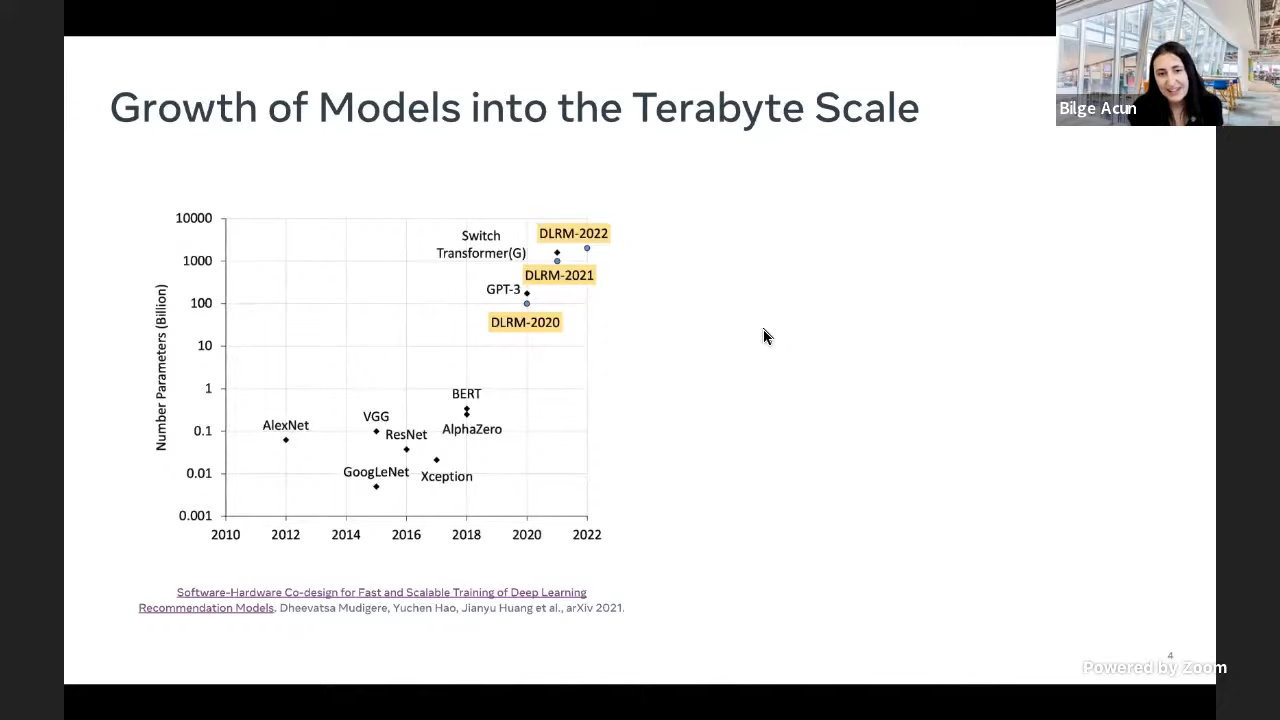 Growth of Models into the Terabyte Scale
Bilge Acun
10000
1000
100
10
1
0.1
0.01
0.001
Number Parameters (Billion)
Switch
Transformer(G)
DLRM-2022
DLRM-2021
GPT-3
DLRM-2020
BERT
AlexNet
VGG
ResNet
AlphaZero
GoogLeNet
Xception
2010 2012 2014 2016 2018 2020 2022
Software-Hardware Co-design for Fast and Scalable Training of Deep Learning
Recommendation Models. Dheevatsa Mudigere, Yuchen Hao, Jianyu Huang et al., arXiv 2021.
4
Powered by Zoom